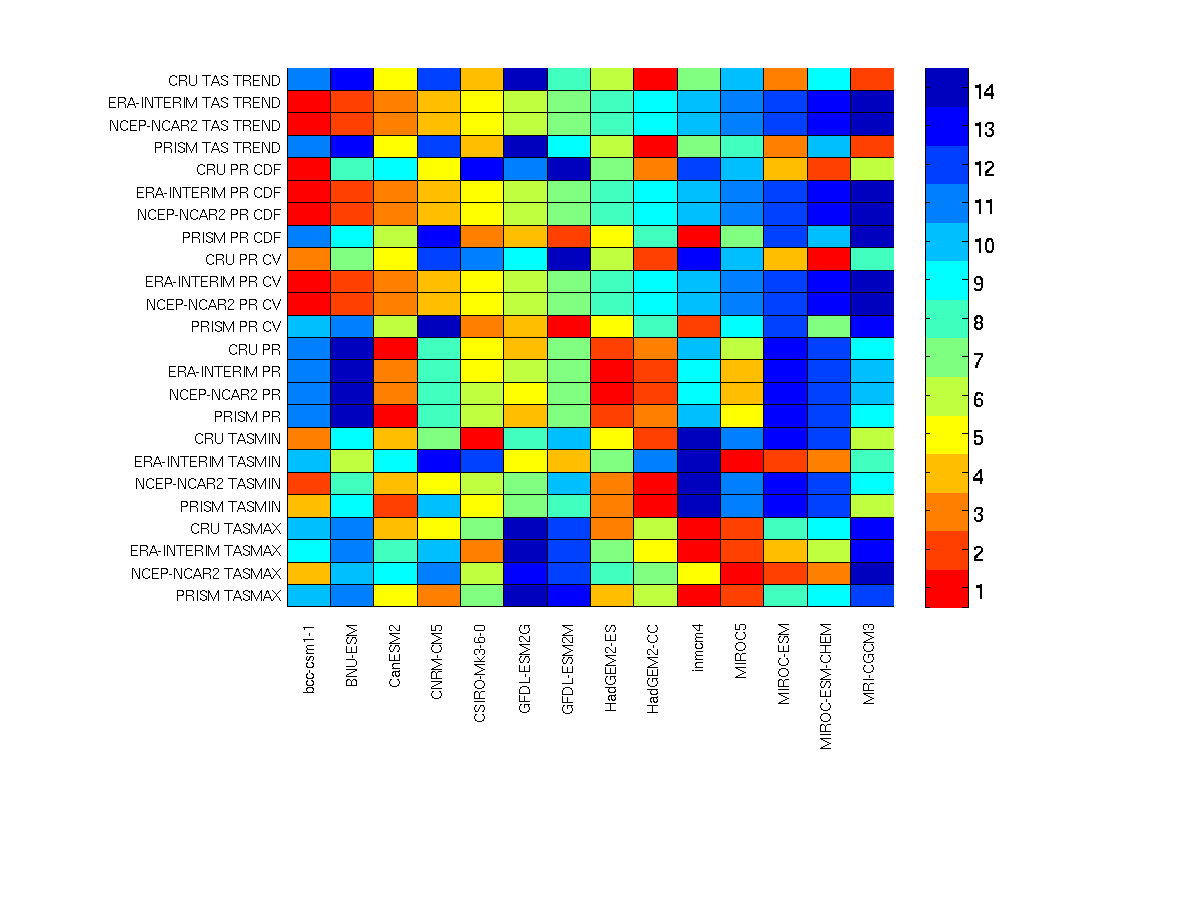 CRU TAS TREND
ERA-INTERIM TAS TREND
NCEP-NCAR2 TAS TREND
PRISM TAS TREND
CRU PR CDF
ERA-INTERIM PR CDF
NCEP-NCAR2 PR CDF
PRISM PR CDF
CRU PR CV
ERA-INTERIM PR CV
NCEP-NCAR2 PR CV
PRISM PR CV
CRU PR
ERA-INTERIM PR
NCEP-NCAR2 PR
PRISM PR
CRU TASMIN
ERA-INTERIM TASMIN
NCEP-NCAR2 TASMIN
PRISM TASMIN
CRU TASMAX
ERA-INTERIM TASMAX
NCEP-NCAR2 TASMAX
PRISM TASMAX
bcc-csm1-1
BNU-ESM
CanESM2
CNRM-CM5
CSIRO-Mk3-6-0
GFDL-ESM2G
GFDL-ESM2M
HadGEM2-ES
HadGEM2-CC
inmcm4
MIROC5
MIROC-ESM
MIROC-ESM-CHEM
MRI-CGCM3
14
13
12
11
10
9
8
7
6
5
4
3
2
1